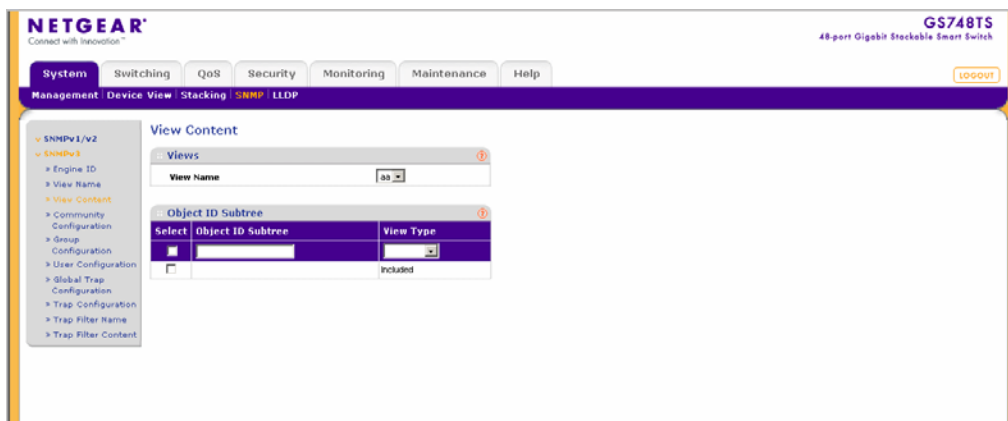 NETGEAR
Connect with Innovation™
GS748TS
48-port Gigabit Stackable Smart Switch
System Switching QoS Security Monitoring Maintenance Help
LOGOUT
Management Device View Stacking SNMP LLDP
SNMPv1/v2
SNMPv3
Engine ID
View Name
View Content
Community
Configuration
Group
Configuration
User Configuration
Global Trap
Configuration
Trap Configuration
Trap Filter Name
Trap Filter Content
View Content
Views
View Name aa
Object ID Subtree
Select Object ID Subtree View Type
Included